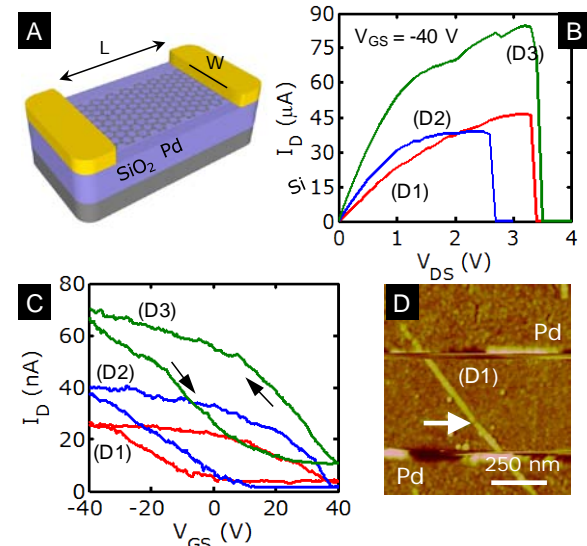 A
L
W
SiO2 Pd
Si
B
VGS = -40 V
(D3)
(D2)
(D1)
ID (μA)
90
75
60
45
30
15
0
0 1 2 3 4
VDS (V)
C
(D3)
(D2)
(D1)
ID (nA)
80
60
40
20
0
-40 -20 0 20 40
VGS (V)
D
Pd
(D1)
Pd
250 nm